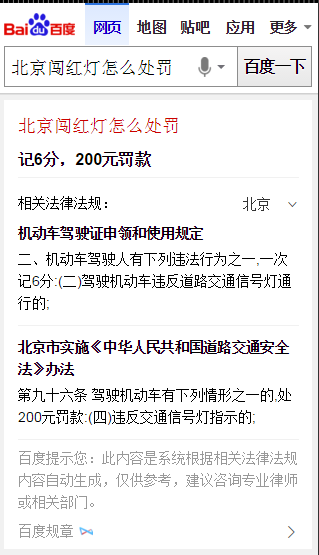 Bai 百度 网页 地图 贴吧 应用 更多
北京闯红灯怎么处罚 百度一下
北京闯红灯怎么处罚
记6分，200元罚款
相关法律法规： 北京
机动车驾驶证申领和使用规定
二、机动车驾驶人有下列违法行为之一,一次
记6分:(二)驾驶机动车违反道路交通信号灯通
行的;
北京市实施《中华人民共和国道路交通安全
法》办法
第九十六条 驾驶机动车有下列情形之一的,处
200元罚款:(四)违反交通信号灯指示的;
百度提示您：此内容是系统根据相关法律法规
内容自动生成，仅供参考，建议咨询专业律师
或相关部门。
百度规章